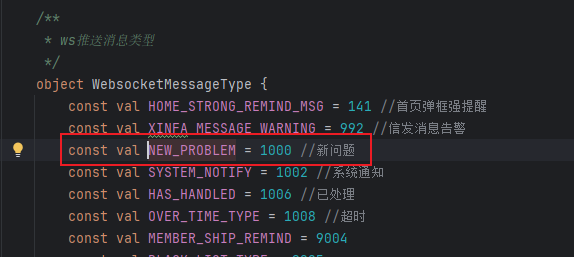 /**
* ws推送消息类型
*/
object WebsocketMessageType {
const val HOME_STRONG_REMIND_MSG = 141 //首页弹框强提醒
const val XINFA_MESSAGE_WARNING = 992 //信发消息告警
const val NEW_PROBLEM = 1000 //新问题
const val SYSTEM_NOTIFY = 1002 //系统通知
const val HAS_HANDLED = 1006 //已处理
const val OVER_TIME_TYPE = 1008 //超时
const val MEMBER_SHIP_REMIND = 9004